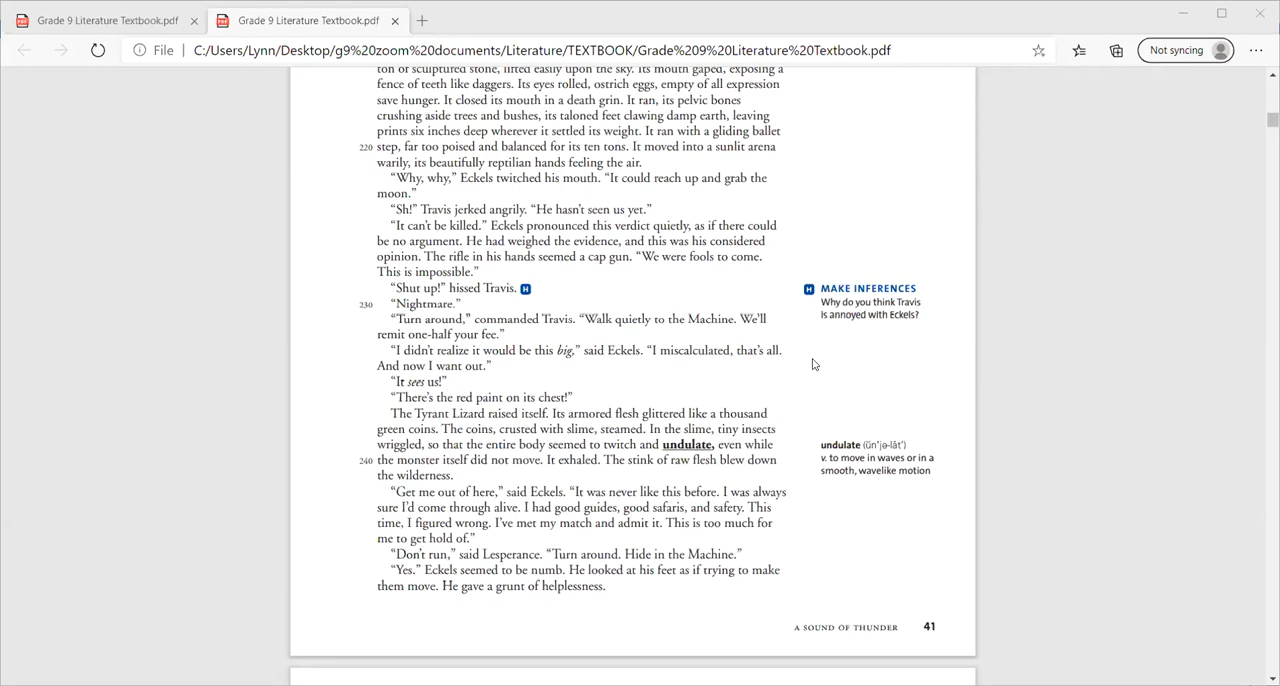 Grade 9 Literature Textbook.pdf
Grade 9 Literature Textbook.pdf
File
C:/Users/Lynn/Desktop/g9%20zoom%20documents/Literature/TEXTBOOK/Grade%209%20Literature%20Textbook.pdf
Not syncing
ton of sculptured stone, lifted easily upon the sky. Its mouth gaped, exposing a
fence of teeth like daggers. Its eyes rolled, ostrich eggs, empty of all expression
save hunger. It closed its mouth in a death grin. It ran, its pelvic bones
crushing aside trees and bushes, its taloned feet clawing damp earth, leaving
prints six inches deep wherever it settled its weight. It ran with a gliding ballet
220 step, far too poised and balanced for its ten tons. It moved into a sunlit arena
warily, its beautifully reptilian hands feeling the air.
“Why, why,” Eckels twitched his mouth. “It could reach up and grab the
moon.”
“Sh!” Travis jerked angrily. “He hasn’t seen us yet.”
“It can’t be killed.” Eckels pronounced this verdict quietly, as if there could
be no argument. He had weighed the evidence, and this was his considered
opinion. The rifle in his hands seemed a cap gun. “We were fools to come.
This is impossible.”
“Shut up!” hissed Travis. H
230 “Nightmare.”
“Turn around,” commanded Travis. “Walk quietly to the Machine. We’ll
remit one-half your fee.”
“I didn’t realize it would be this big,” said Eckels. “I miscalculated, that’s all.
And now I want out.”
“It sees us!”
“There’s the red paint on its chest!”
The Tyrant Lizard raised itself. Its armored flesh glittered like a thousand
green coins. The coins, crusted with slime, steamed. In the slime, tiny insects
wriggled, so that the entire body seemed to twitch and undulate, even while
240 the monster itself did not move. It exhaled. The stink of raw flesh blew down
the wilderness.
“Get me out of here,” said Eckels. “It was never like this before. I was always
sure I’d come through alive. I had good guides, good safaris, and safety. This
time, I figured wrong. I’ve met my match and admit it. This is too much for
me to get hold of.”
“Don’t run,” said Lesperance. “Turn around. Hide in the Machine.”
“Yes.” Eckels seemed to be numb. He looked at his feet as if trying to make
them move. He gave a grunt of helplessness.
H MAKE INFERENCES
Why do you think Travis
is annoyed with Eckels?
undulate (ŭnʹjə-lātʹ)
v. to move in waves or in a
smooth, wavelike motion
A SOUND OF THUNDER 41